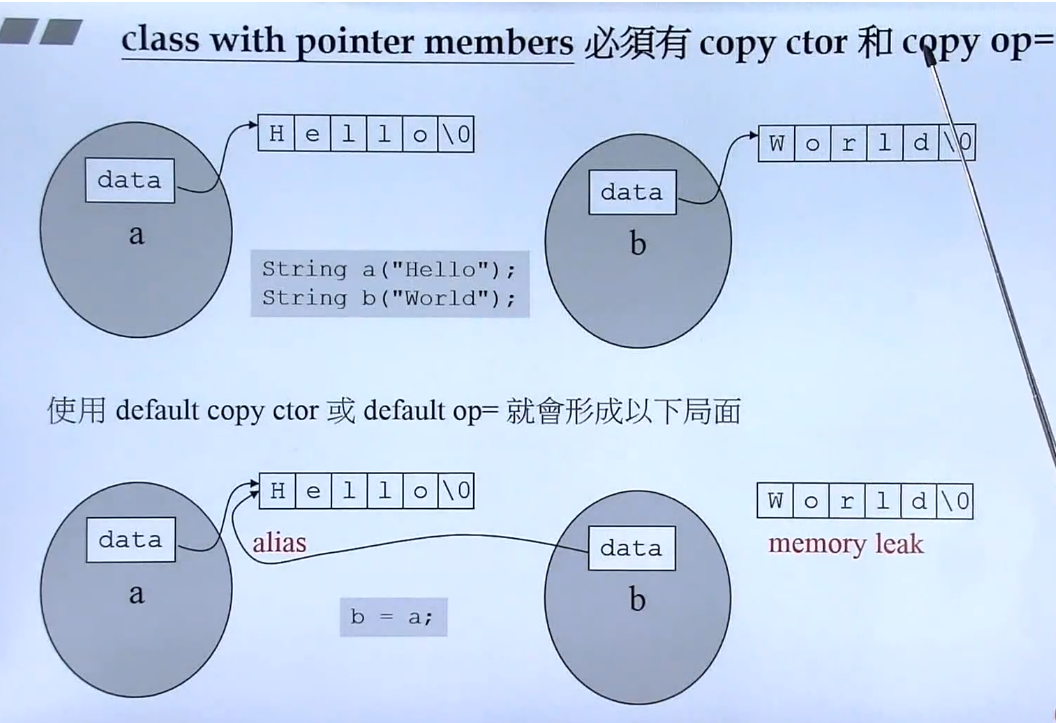 class with pointer members 必須有 copy ctor 和 copy op=
data
H e l l o \0
a
data
W o r l d \0
b
String a("Hello");
String b("World");
使用 default copy ctor 或 default op= 就會形成以下局面
data
H e l l o \0
alias
a
b = a;
data
b
W o r l d \0
memory leak